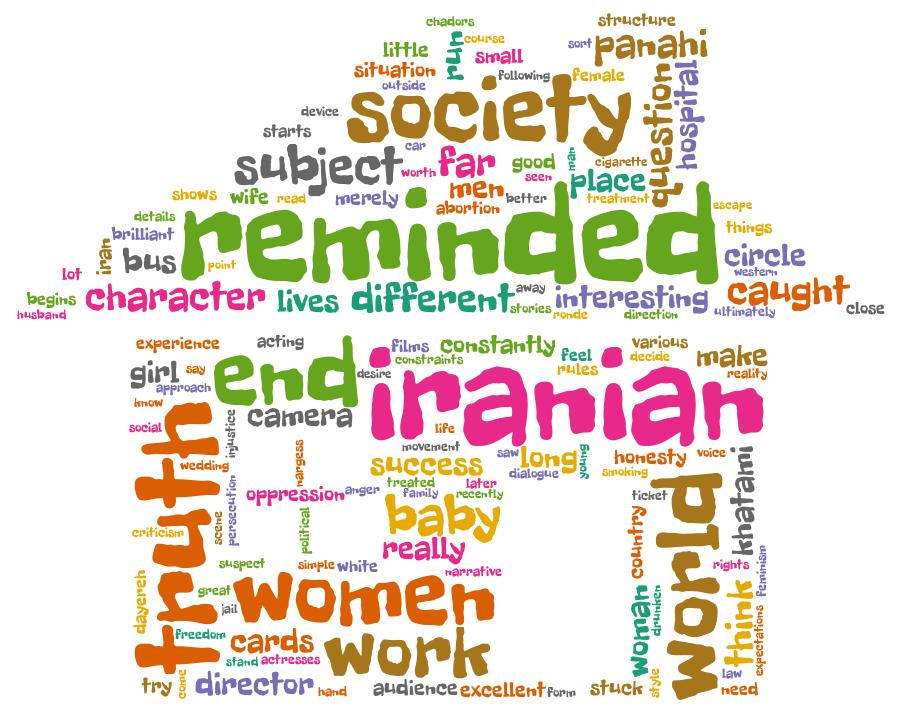 chadors
structure
little
run
course
sort
panahi
situation
small
outside
following
female
question
hospital
device
society
starts
car
subject
worth
far
good
seen
man
cigarette
shows
wife
read
merely
men
abortion
better
place
treatment
details
brilliant
reminded
escape
things
iran
bus
point
circle
lot
western
begins
husband
character
lives
different
away
stories
interesting
ronde
direction
caught
ultimately
close
experience
acting
films
constantly
constraints
feel
rules
various
decide
make
reality
girl
say
approach
end
desire
iranian
know
camera
life
social
truth
injustice
movement
saw
long
young
honesty
voice
wedding
nargess
success
dialogue
smoking
khatami
persecution
oppression
anger
treated
family
later
recently
ticket
world
scene
political
baby
country
criticism
really
suspect
simple
white
narrative
rights
feminism
dayereh
great
jail
women
woman
drunken
think
expectations
freedom
cards
work
stand
actresses
style
law
try
come
director
hand
audience
excellent
form
stuck
need